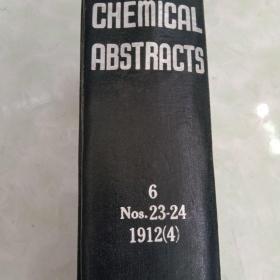 CHEMICAL
ABSTRACTS
6
Nos. 23-24
1912(4)